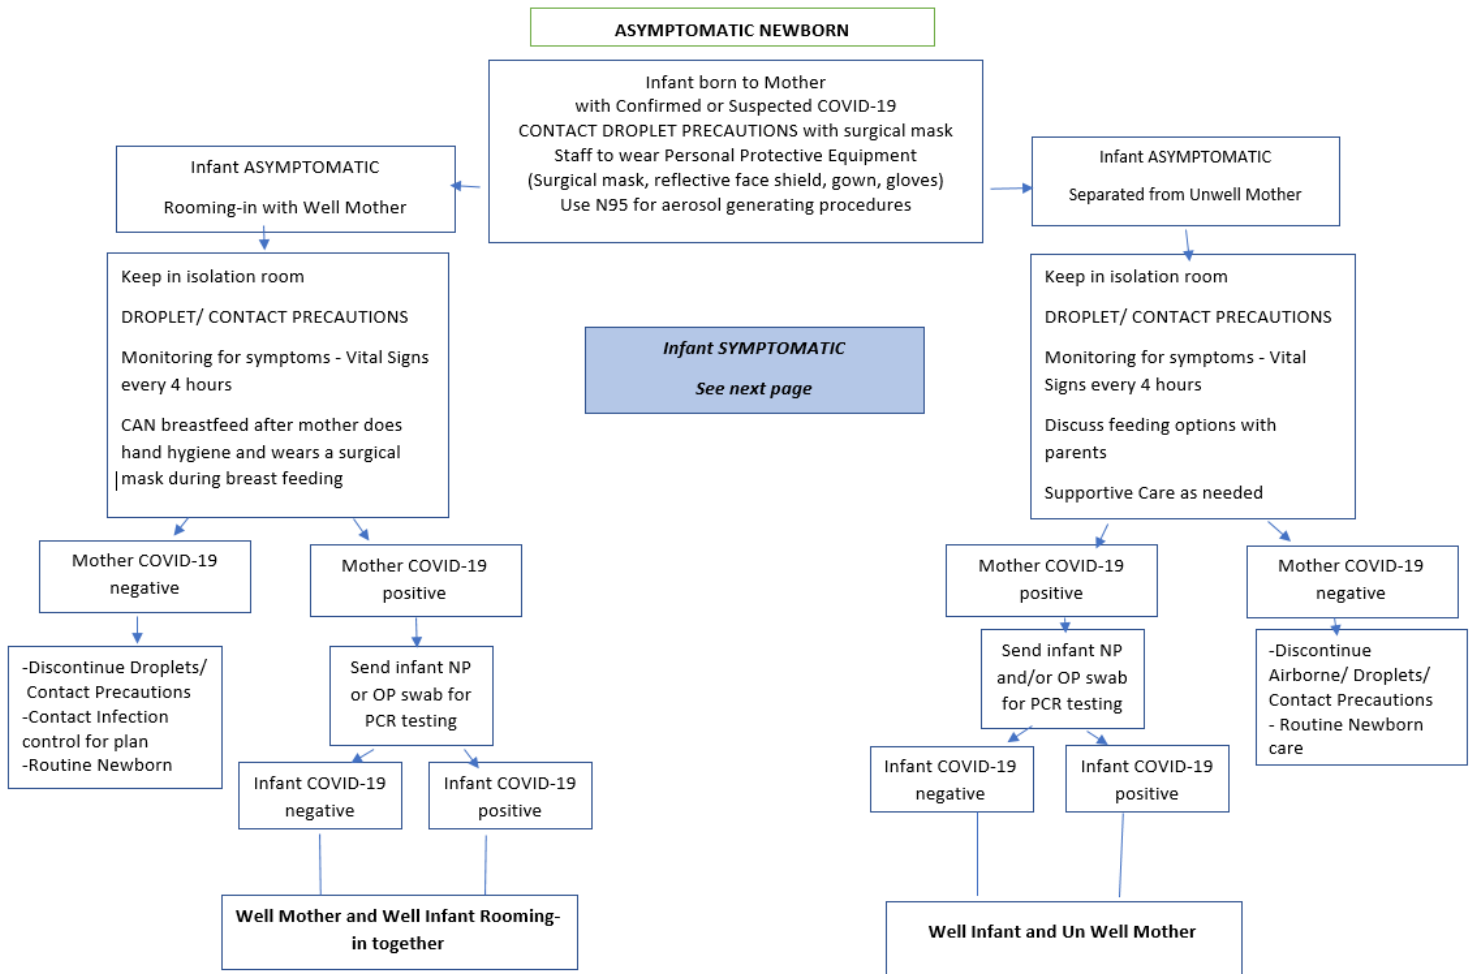 ASYMPTOMATIC NEWBORN
Infant born to Mother
with Confirmed or Suspected COVID-19
CONTACT DROPLET PRECAUTIONS with surgical mask
Staff to wear Personal Protective Equipment
(Surgical mask, reflective face shield, gown, gloves)
Use N95 for aerosol generating procedures
Infant ASYMPTOMATIC
Rooming-in with Well Mother
Infant ASYMPTOMATIC
Separated from Unwell Mother
Keep in isolation room
DROPLET/ CONTACT PRECAUTIONS
Monitoring for symptoms - Vital Signs
every 4 hours
CAN breastfeed after mother does
hand hygiene and wears a surgical
mask during breast feeding
Infant SYMPTOMATIC
See next page
Keep in isolation room
DROPLET/ CONTACT PRECAUTIONS
Monitoring for symptoms - Vital
Signs every 4 hours
Discuss feeding options with
parents
Supportive Care as needed
Mother COVID-19
negative
Mother COVID-19
positive
Mother COVID-19
positive
Mother COVID-19
negative
-Discontinue Droplets/
Contact Precautions
-Contact Infection
control for plan
-Routine Newborn
Send infant NP
or OP swab for
PCR testing
Send infant NP
and/or OP swab
for PCR testing
-Discontinue
Airborne/ Droplets/
Contact Precautions
- Routine Newborn
care
Infant COVID-19
negative
Infant COVID-19
positive
Infant COVID-19
negative
Infant COVID-19
positive
Well Mother and Well Infant Rooming-
in together
Well Infant and Un Well Mother